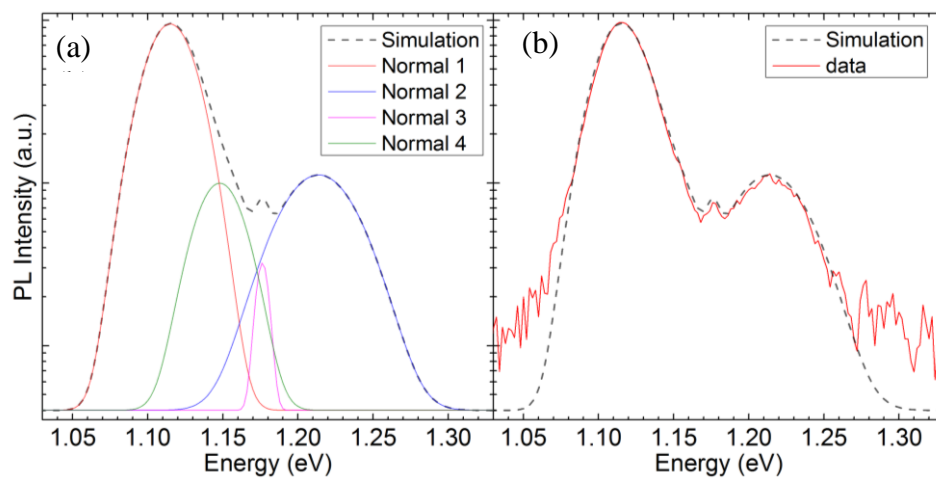 (a)
Simulation
Normal 1
Normal 2
Normal 3
Normal 4
(b)
Simulation
data
PL Intensity (a.u.)
1.05 1.10 1.15 1.20 1.25 1.30
1.05 1.10 1.15 1.20 1.25 1.30
Energy (eV)
Energy (eV)